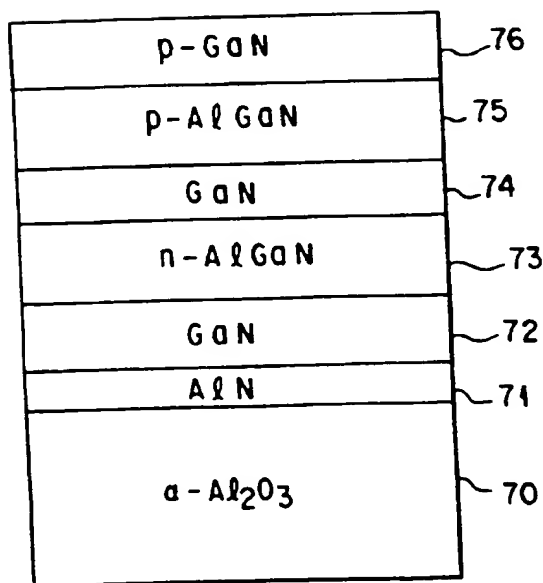 p-GaN 76
p-AlGaN 75
GaN 74
n-AlGaN 73
GaN 72
AlN 71
a-Al₂O₃ 70